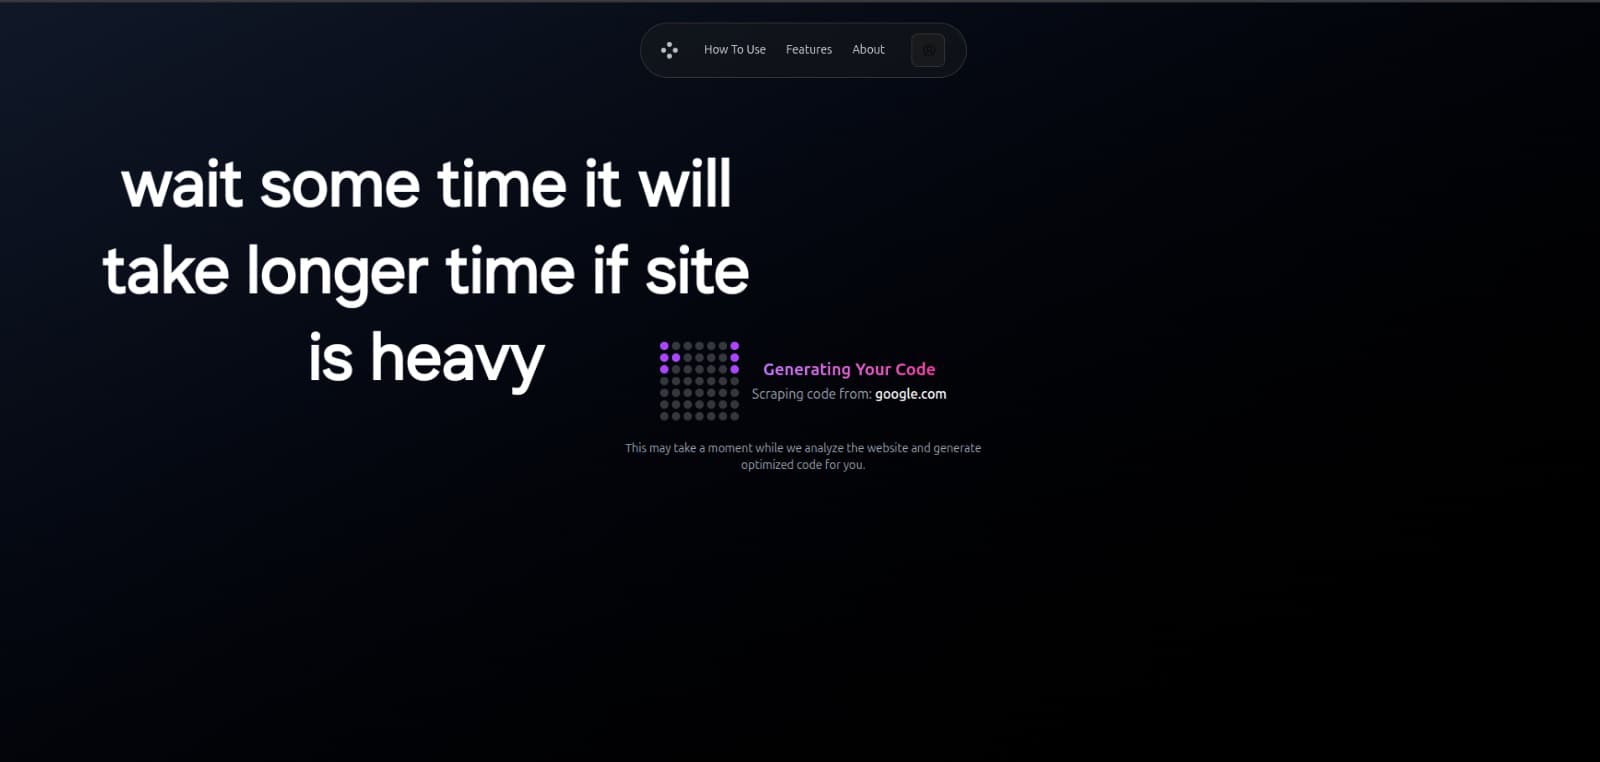 How To Use Features About
wait some time it will
take longer time if site
is heavy
Generating Your Code
Scraping code from: google.com
This may take a moment while we analyze the website and generate
optimized code for you.